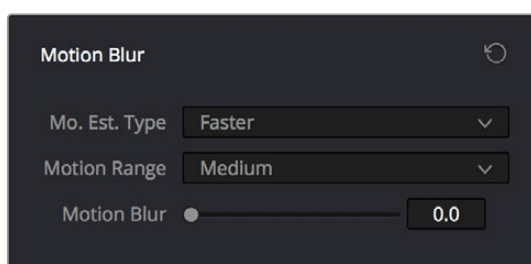 Motion Blur
Mo. Est. Type Faster
Motion Range Medium
Motion Blur 0.0